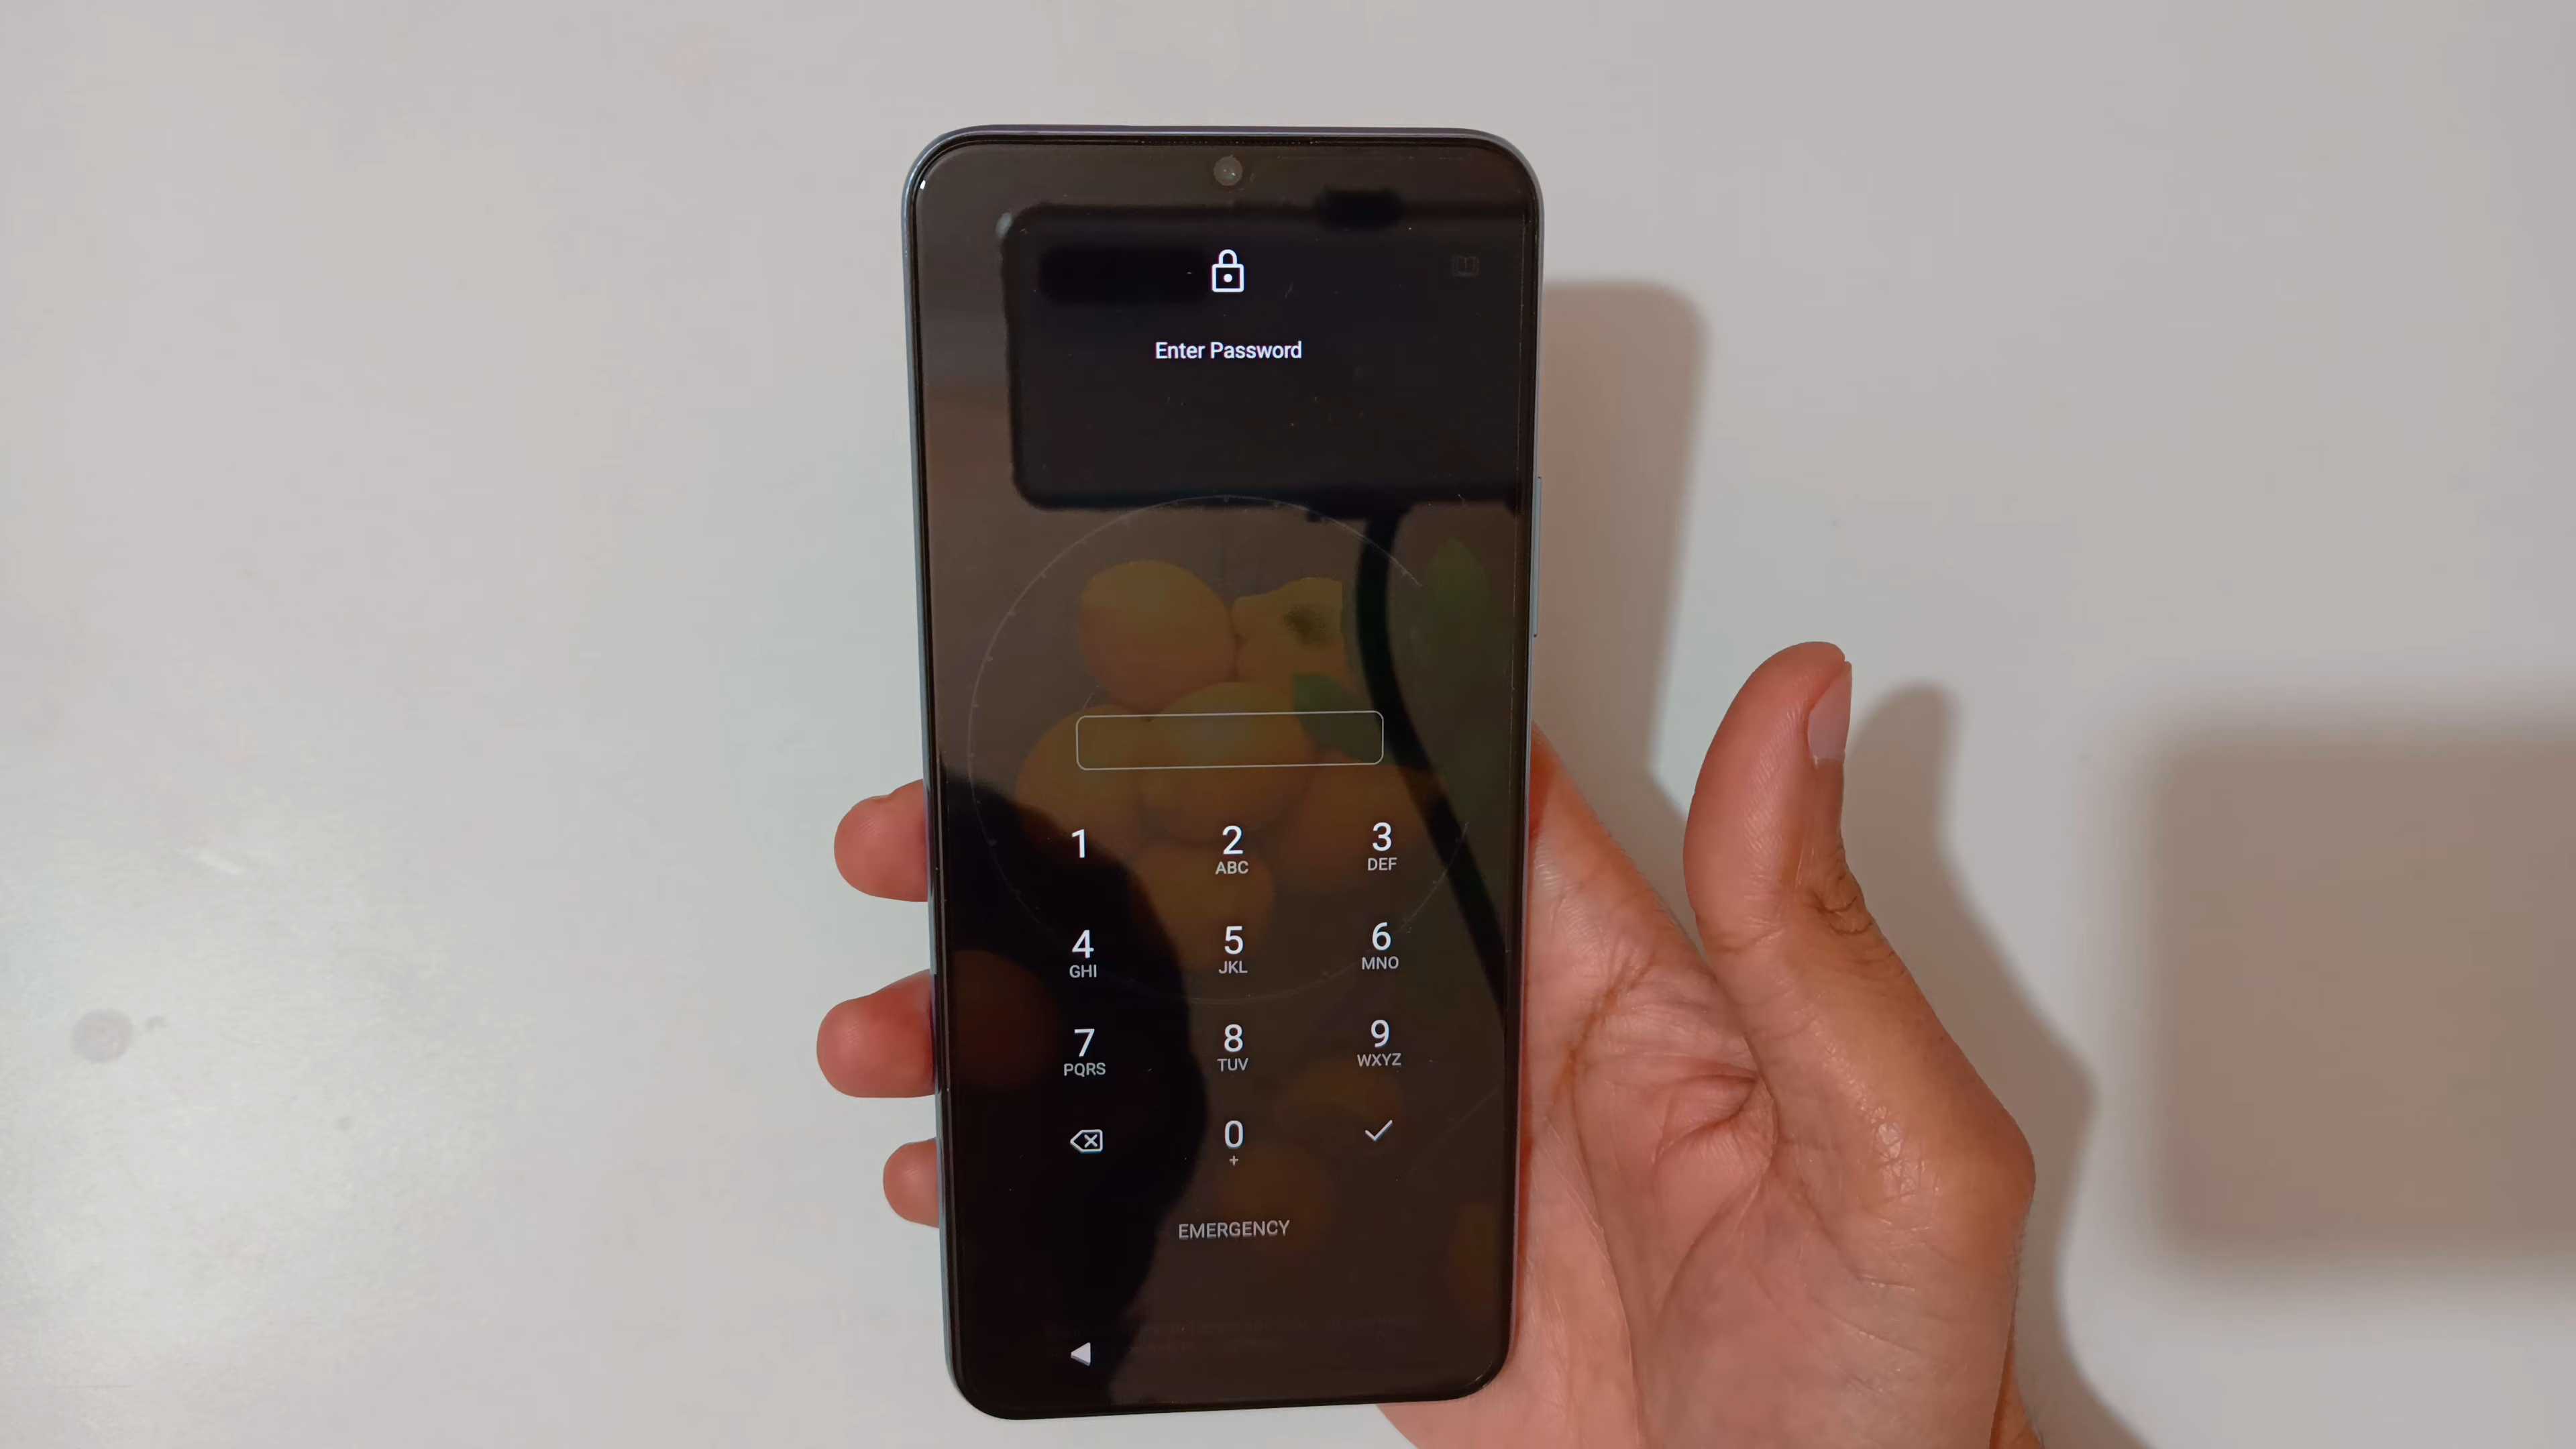 Enter Password
1 2 3
ABC DEF
4 5 6
GHI JKL MNO
7 8 9
PQRS TUV WXYZ
0
+
EMERGENCY